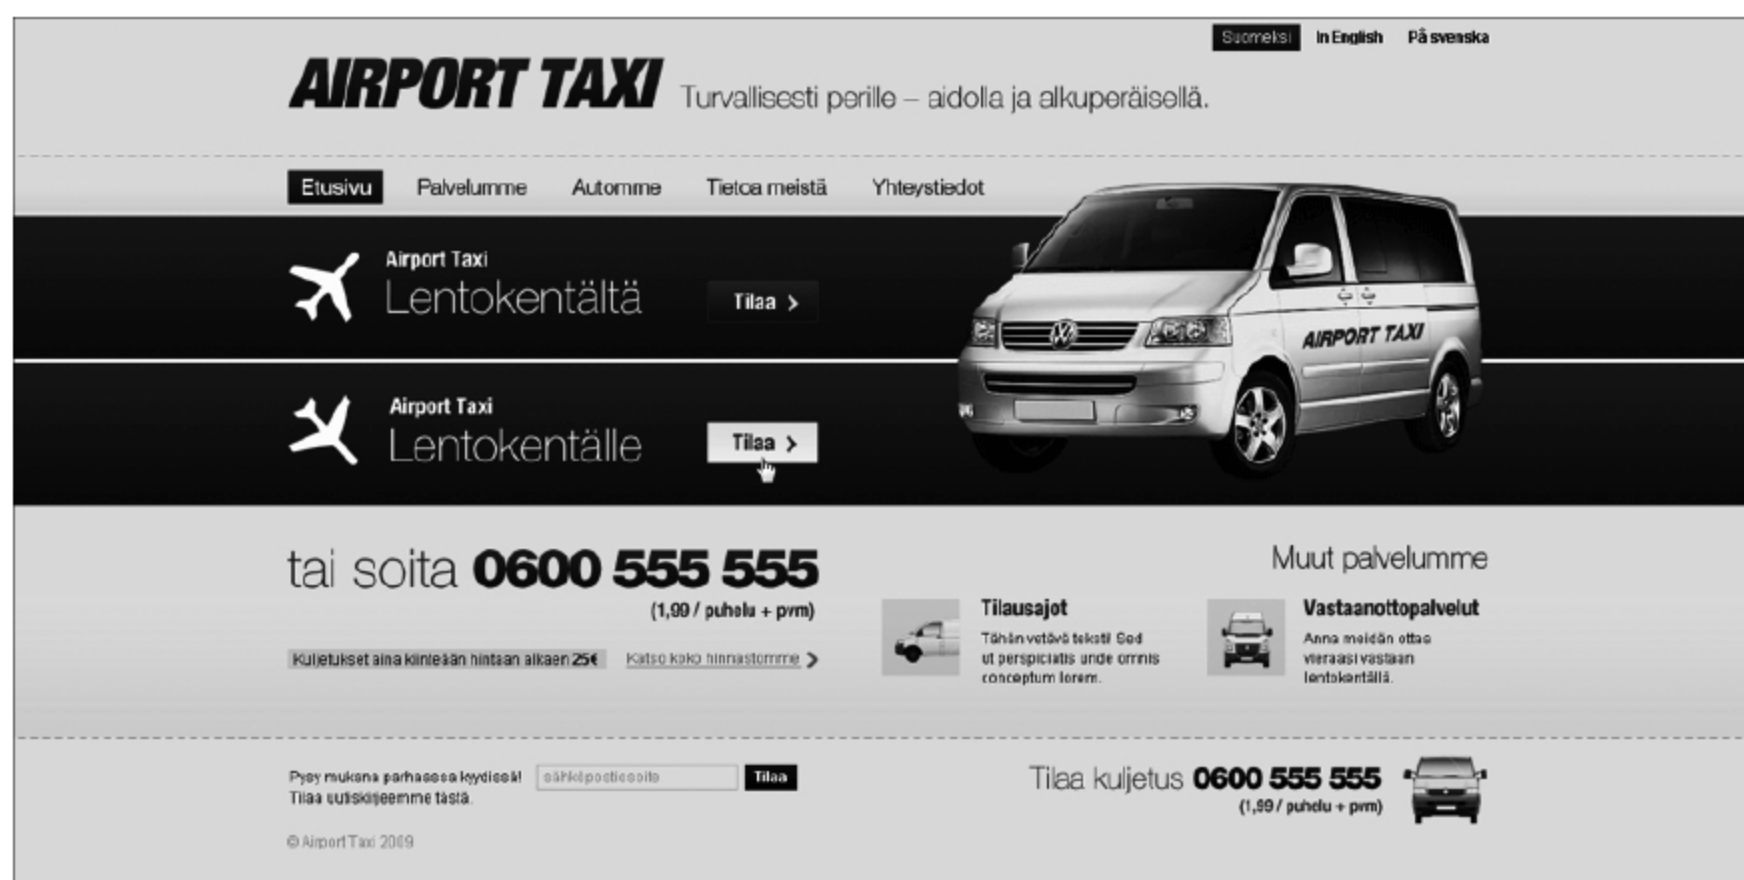 Suomeksi In English På svenska
AIRPORT TAXI Turvallisesti perille – aidolla ja alkuperäisellä.
Etusivu Palvelumme Automme Tietoa meistä Yhteystiedot
Airport Taxi
Lentokentältä
Tilaa
AIRPORT TAXI
Airport Taxi
Lentokentälle
Tilaa
tai soita 0600 555 555
(1,99 / puhelu + pvm)
Kuljetukset aina kiinteään hintaan alkaen 25€ Katso koko hinnastomme
Muut palvelumme
Tilausajot
Tähän vetävä teksti! Sed
ut perspiciatis unde omnis
conceptum lorem.
Vastaanottopalvelut
Anna meidän ottaa
vieraasi vastaan
lentokentällä.
Pysy mukana parhaassa kyydissä! sähköpostiosoite Tilaa
Tilaa uutiskirjeemme tästä.
Tilaa kuljetus 0600 555 555
(1,99 / puhelu + pvm)
© Airport Taxi 2009